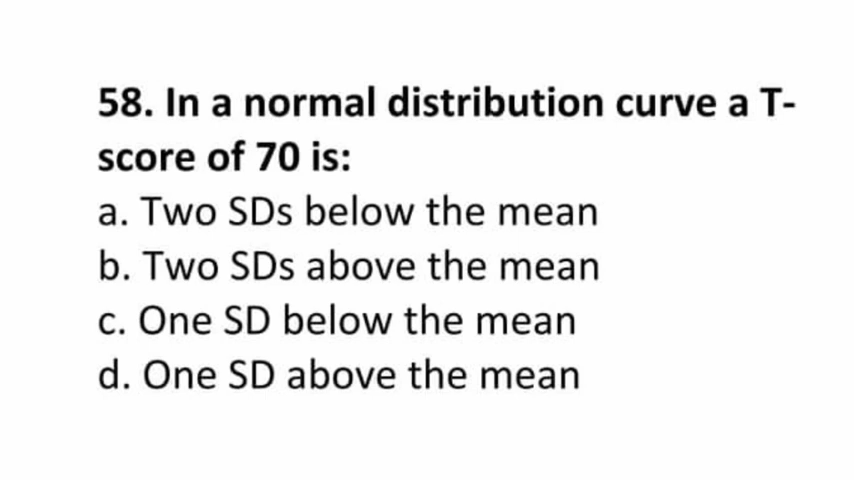 58. In a normal distribution curve a T-
score of 70 is:
a. Two SDs below the mean
b. Two SDs above the mean
c. One SD below the mean
d. One SD above the mean